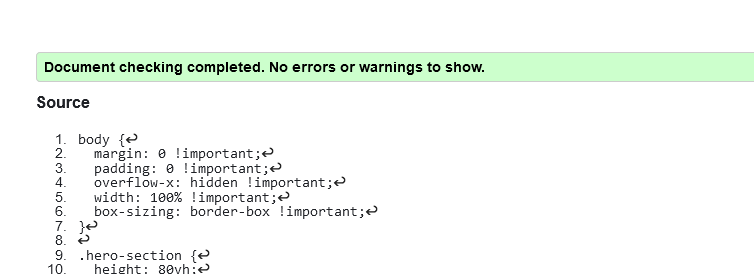 Document checking completed. No errors or warnings to show.
Source
1. body {↩
2.   margin: 0 !important;↩
3.   padding: 0 !important;↩
4.   overflow-x: hidden !important;↩
5.   width: 100% !important;↩
6.   box-sizing: border-box !important;↩
7. }↩
8. ↩
9. .hero-section {↩
10.   height: 80vh;↩